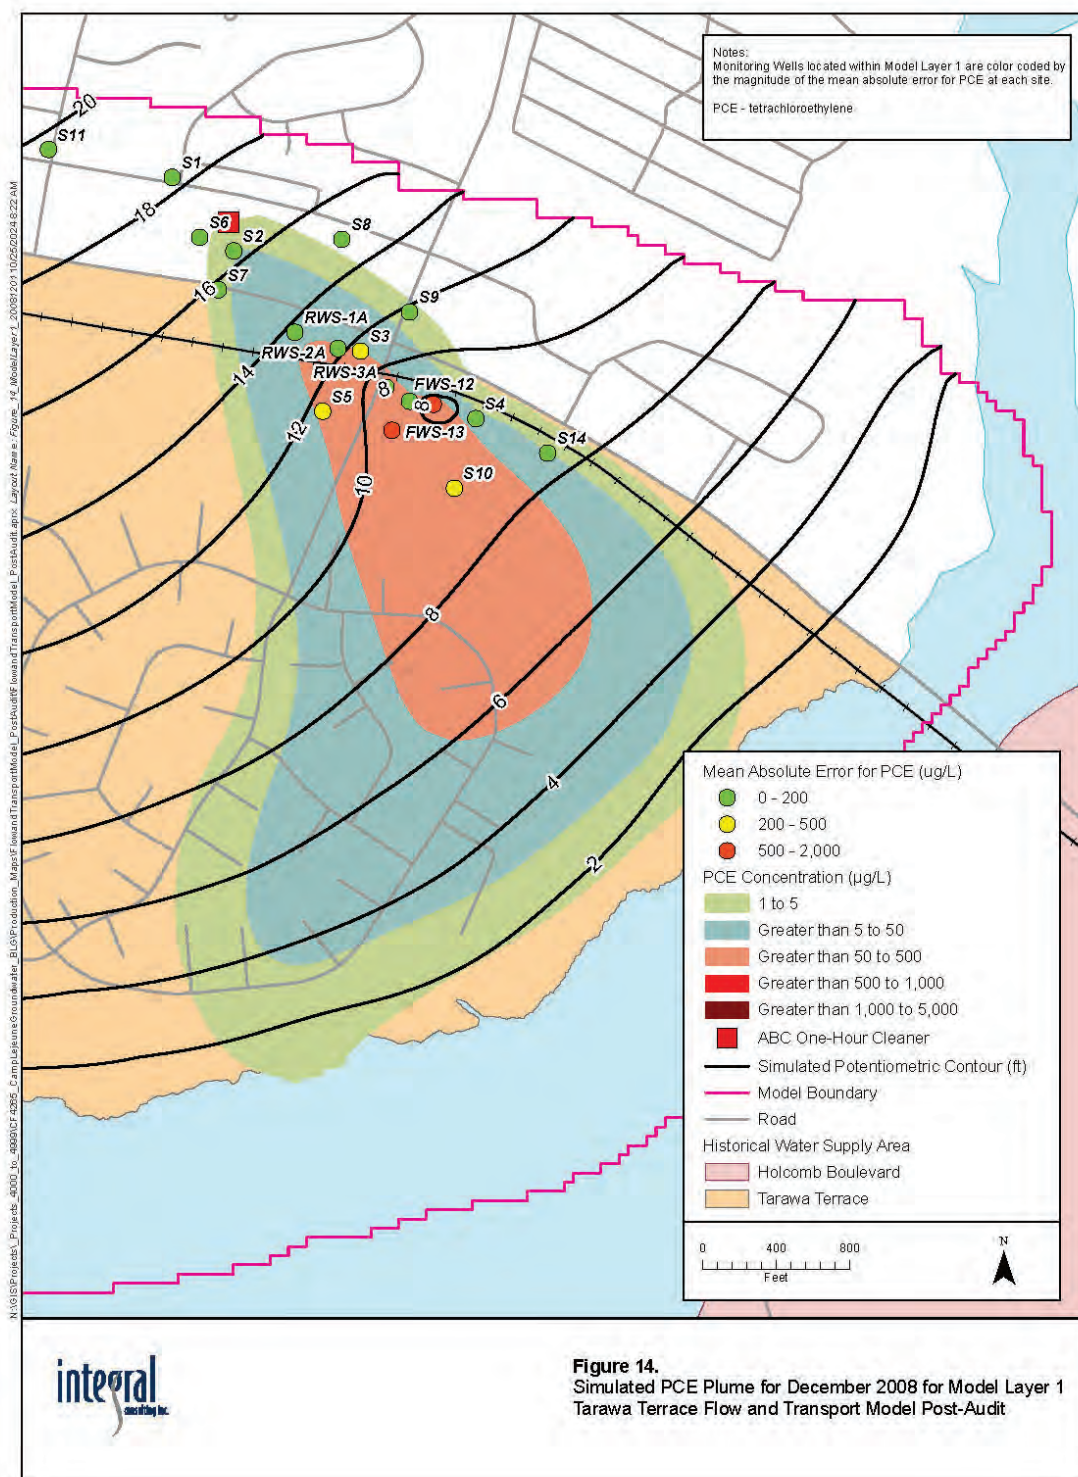 Notes:
Monitoring Wells located within Model Layer 1 are color coded by
the magnitude of the mean absolute error for PCE at each site.
PCE - tetrachloroethylene
20
S11
S1
18
S6
S2
S8
S7
16
S9
RWS-1A
S3
RWS-2A
RWS-3A
14
8
FWS-12
8
S5
S4
12
FWS-13
S14
S10
10
8
6
4
2
Mean Absolute Error for PCE (ug/L)
0 - 200
200 - 500
500 - 2,000
PCE Concentration (µg/L)
1 to 5
Greater than 5 to 50
Greater than 50 to 500
Greater than 500 to 1,000
Greater than 1,000 to 5,000
ABC One-Hour Cleaner
Simulated Potentiometric Contour (ft)
Model Boundary
Road
Historical Water Supply Area
Holcomb Boulevard
Tarawa Terrace
0 400 800
Feet
N
integral
consulting inc.
Figure 14.
Simulated PCE Plume for December 2008 for Model Layer 1
Tarawa Terrace Flow and Transport Model Post-Audit